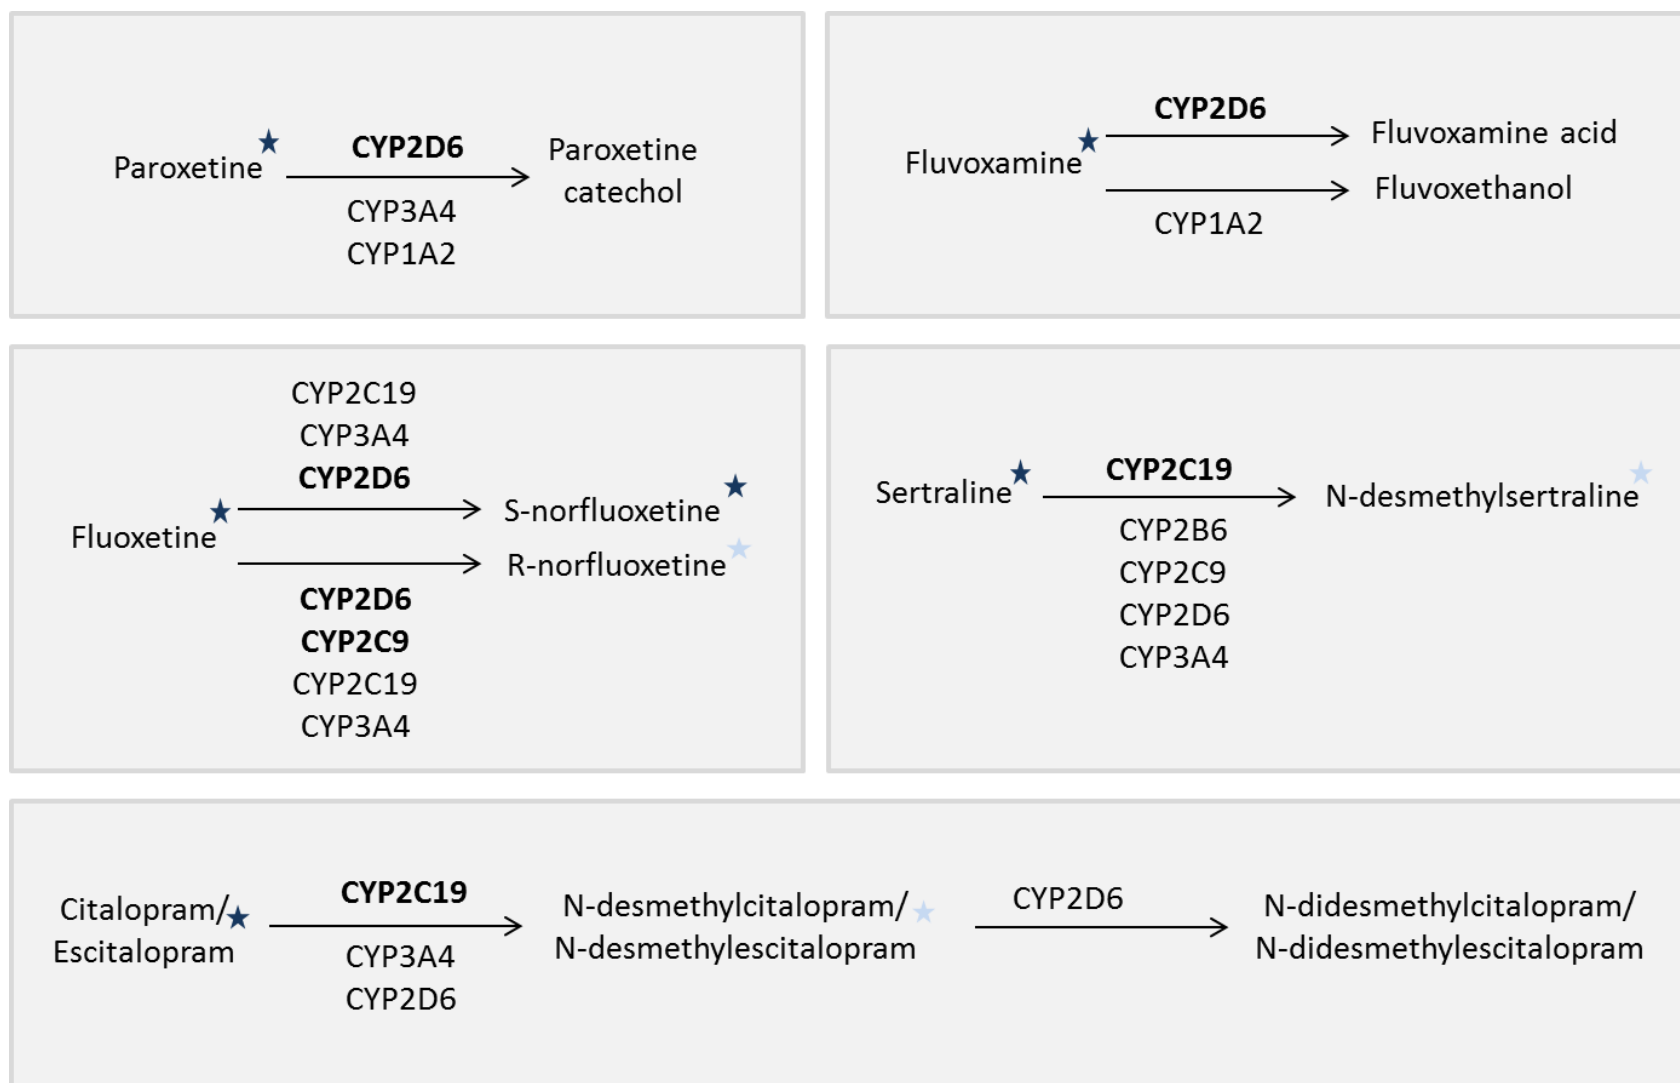 Paroxetine
CYP2D6
CYP3A4
CYP1A2
Paroxetine
catechol
Fluvoxamine
CYP2D6
Fluvoxamine acid
Fluvoxethanol
CYP1A2
CYP2C19
CYP3A4
CYP2D6
Fluoxetine
S-norfluoxetine
R-norfluoxetine
CYP2D6
CYP2C9
CYP2C19
CYP3A4
Sertraline
CYP2C19
N-desmethylsertraline
CYP2B6
CYP2C9
CYP2D6
CYP3A4
Citalopram/
Escitalopram
CYP2C19
CYP3A4
CYP2D6
N-desmethylcitalopram/
N-desmethylescitalopram
CYP2D6
N-didesmethylcitalopram/
N-didesmethylescitalopram